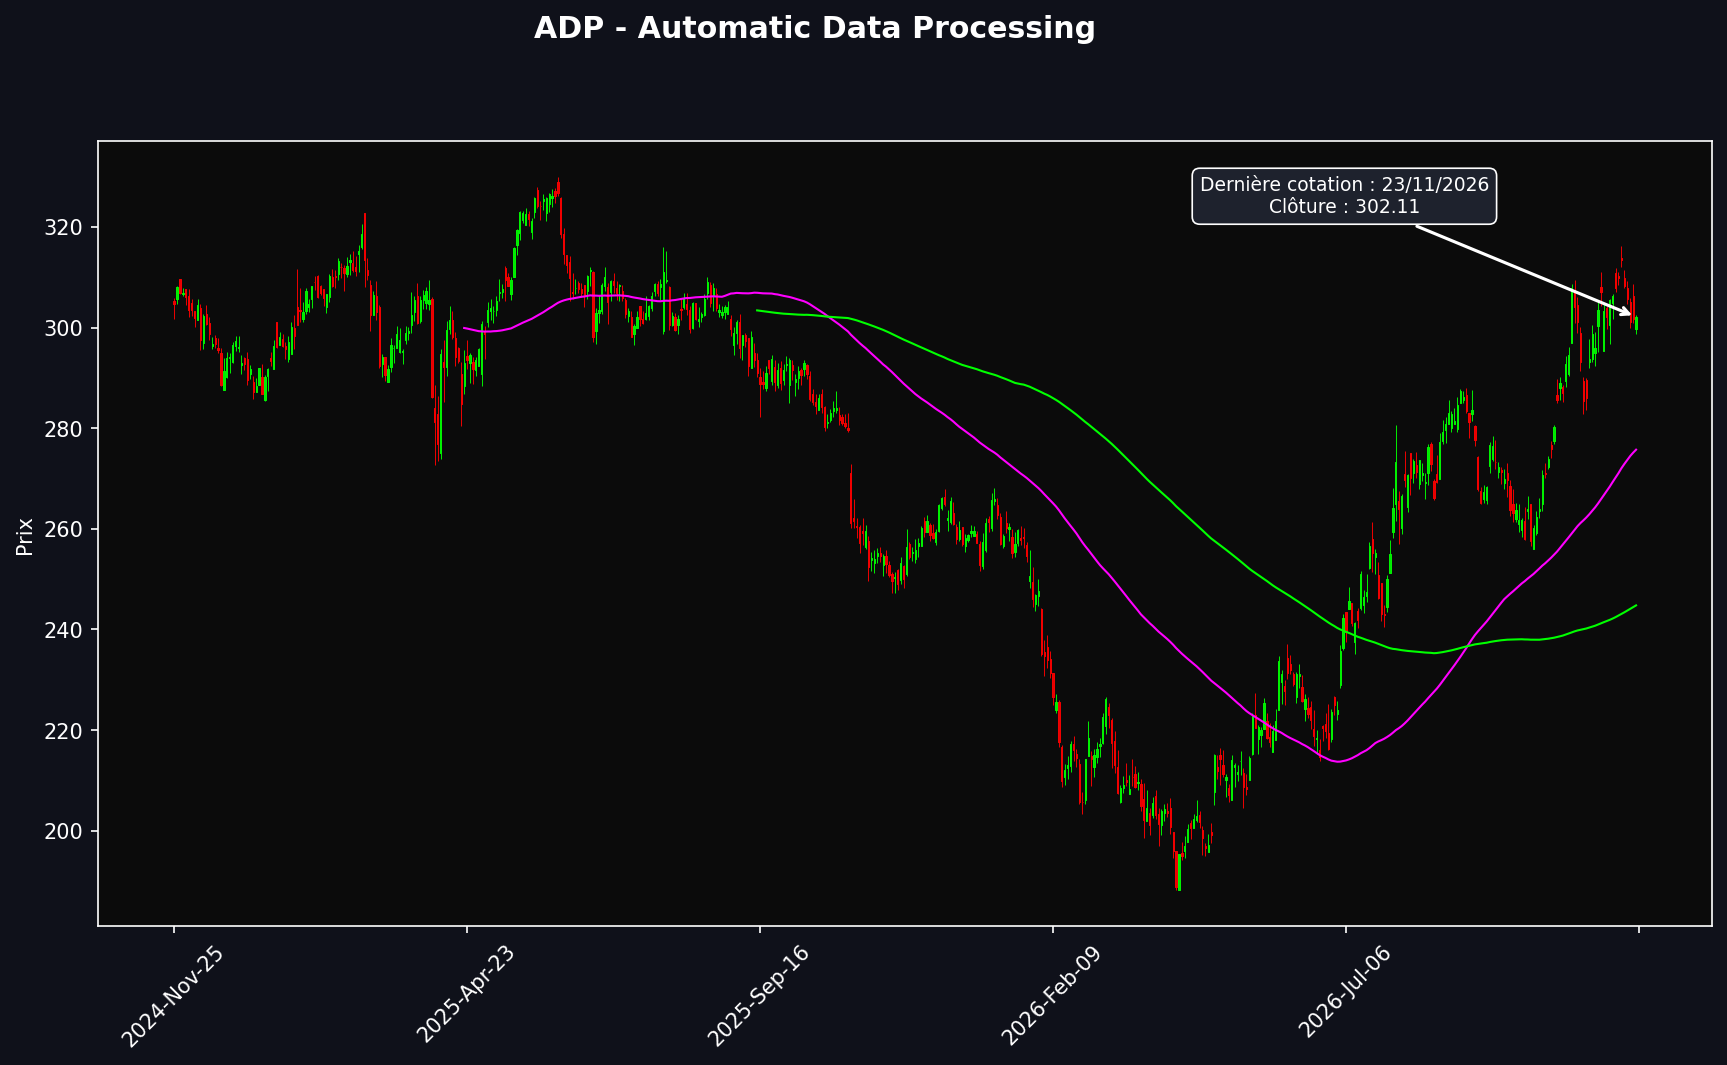 ADP - Automatic Data Processing
Dernière cotation : 23/11/2026
Clôture : 302.11
Prix
320
300
280
260
240
220
200
2024-Nov-25
2025-Apr-23
2025-Sep-16
2026-Feb-09
2026-Jul-06